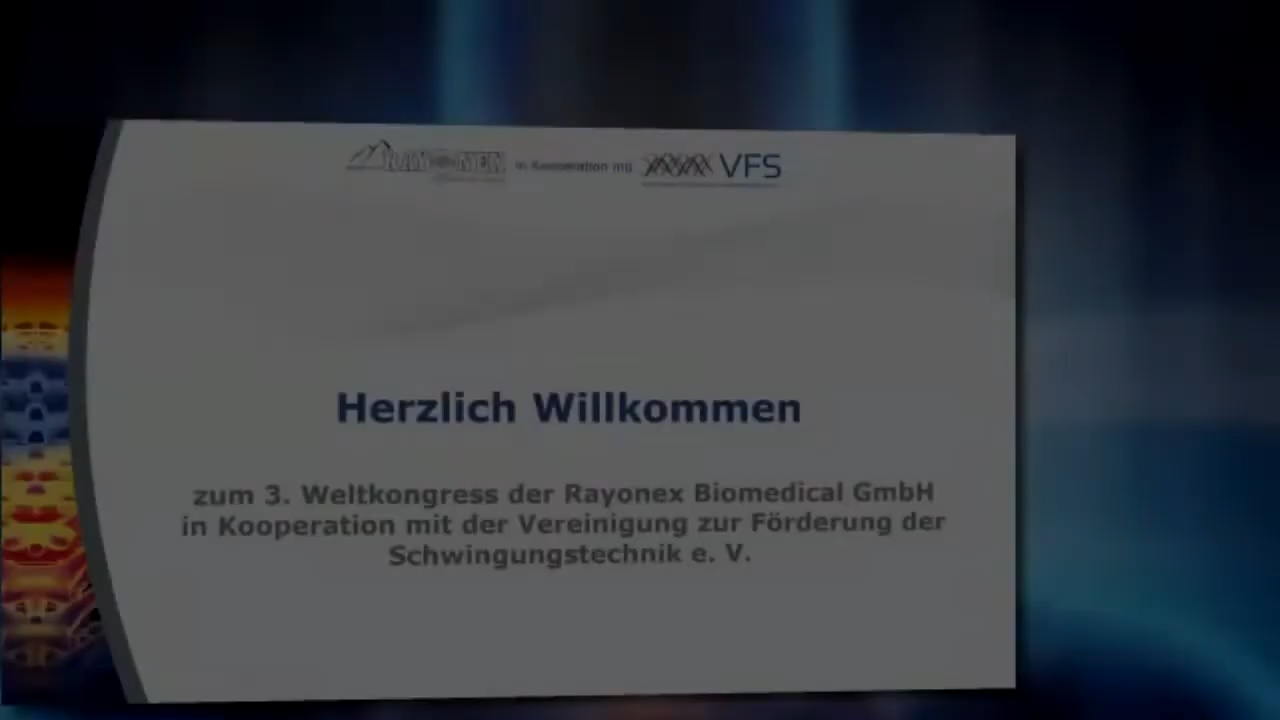 RAYONEX in Kooperation mit VFS
Herzlich Willkommen
zum 3. Weltkongress der Rayonex Biomedical GmbH
in Kooperation mit der Vereinigung zur Förderung der
Schwingungstechnik e. V.